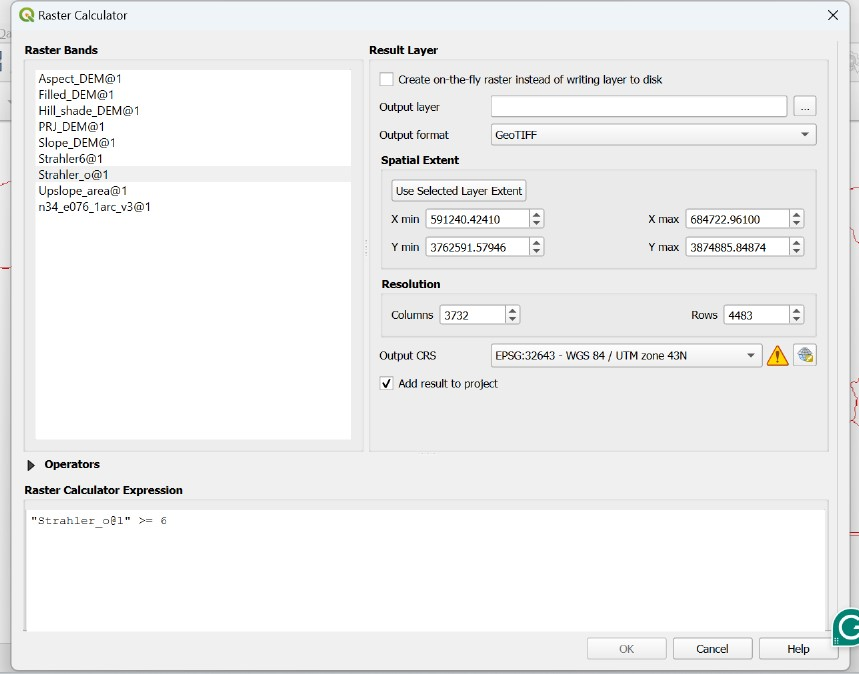 Raster Calculator
Raster Bands
Aspect_DEM@1
Filled_DEM@1
Hill_shade_DEM@1
PRJ_DEM@1
Slope_DEM@1
Strahler6@1
Strahler_o@1
Upslope_area@1
n34_e076_1arc_v3@1
Result Layer
Create on-the-fly raster instead of writing layer to disk
Output layer
...
Output format GeoTIFF
Spatial Extent
Use Selected Layer Extent
X min 591240.42410 X max 684722.96100
Y min 3762591.57946 Y max 3874885.84874
Resolution
Columns 3732 Rows 4483
Output CRS EPSG:32643 - WGS 84 / UTM zone 43N
Add result to project
Operators
Raster Calculator Expression
"Strahler_o@1" >= 6
OK Cancel Help